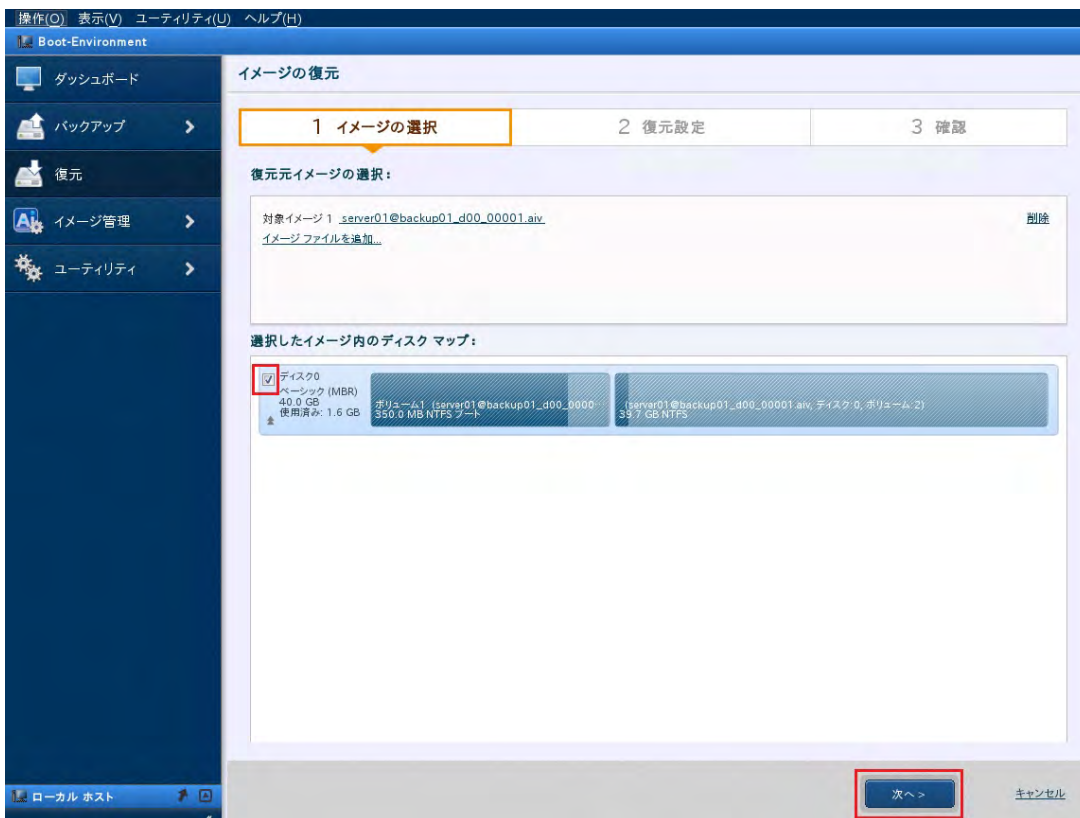 操作(O) 表示(V) ユーティリティ(U) ヘルプ(H)
Boot-Environment
ダッシュボード
バックアップ
復元
イメージ管理
ユーティリティ
イメージの復元
1 イメージの選択
2 復元設定
3 確認
復元元イメージの選択:
対象イメージ 1 server01@backup01_d00_00001.aiv
削除
イメージ ファイルを追加...
選択したイメージ内のディスク マップ:
ディスク0
ベーシック (MBR)
40.0 GB
使用済み: 1.6 GB
ボリューム1 (server01@backup01_d00_0000...
350.0 MB NTFS ブート
(server01@backup01_d00_00001.aiv, ディスク 0, ボリューム 2)
39.7 GB NTFS
次へ >
キャンセル
ローカル ホスト